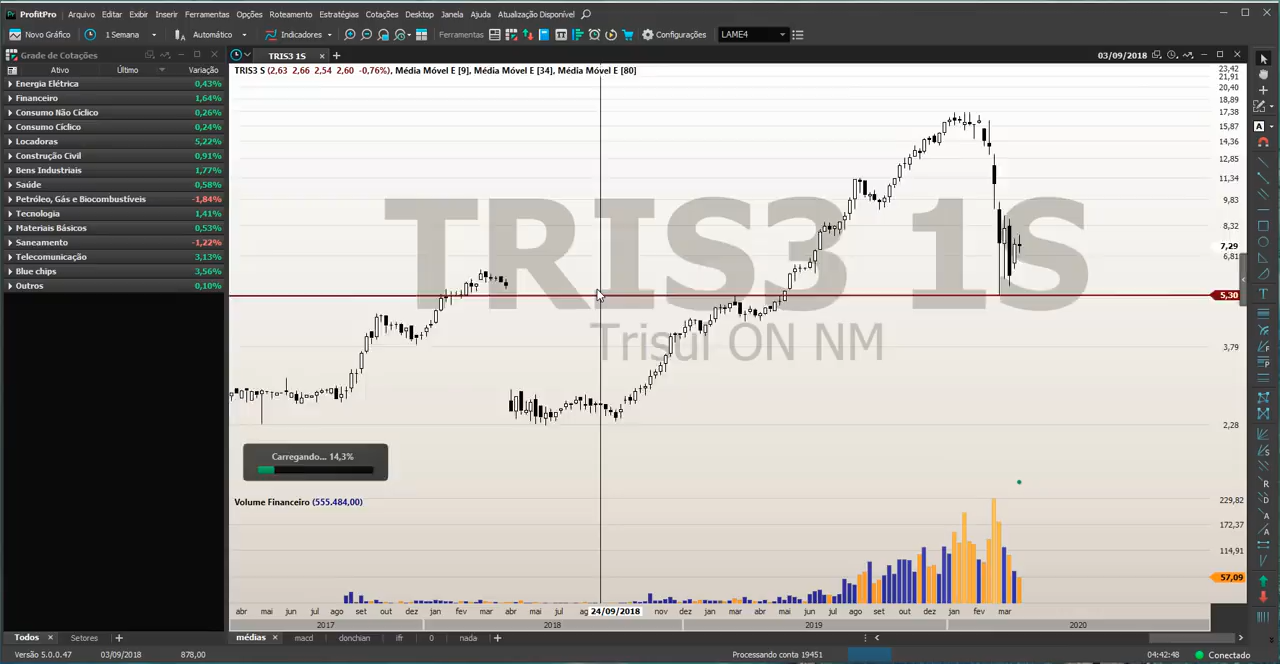 ProfitPro Arquivo Editar Exibir Inserir Ferramentas Opções Roteamento Estratégias Cotações Desktop Janela Ajuda Atualização Disponível
Novo Gráfico 1 Semana Automático Indicadores Ferramentas Configurações LAME4
Grade de Cotações
Ativo Último Variação
Energia Elétrica 0,43%
Financeiro 1,64%
Consumo Não Cíclico 0,26%
Consumo Cíclico 0,24%
Locadoras 5,22%
Construção Civil 0,91%
Bens Industriais 1,77%
Saúde 0,58%
Petróleo, Gás e Biocombustíveis -1,84%
Tecnologia 1,41%
Materiais Básicos 0,53%
Saneamento -1,22%
Telecomunicação 3,13%
Blue chips 3,56%
Outros 0,10%
TRIS3 1S 03/09/2018
TRIS3 S (2,63 2,66 2,54 2,60 -0,76%), Média Móvel E [9], Média Móvel E [34], Média Móvel E [80]
TRIS3 1S
Trisul ON NM
23,42
21,91
20,40
18,89
17,38
15,87
14,36
12,85
11,34
9,83
8,32
7,29
6,81
5,30
3,79
2,28
Carregando... 14,3%
Volume Financeiro (555.484,00)
229,82
172,37
114,91
57,09
abr mai jun jul ago set out dez jan fev mar abr mai jun jul ag 24/09/2018 nov dez jan mar abr mai jun jul ago set out dez jan fev mar
2017 2018 2019 2020
Todos Setores médias macd donchian ifr 0 nada
Versão 5.0.0.47 03/09/2018 878,00 Processando conta 19451 04:42:48 Conectado